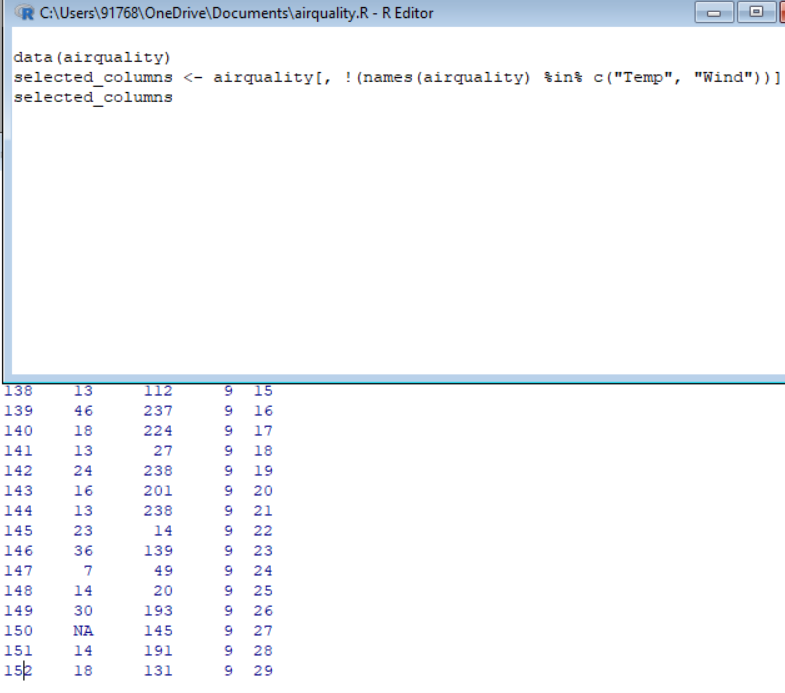 C:\Users\91768\OneDrive\Documents\airquality.R - R Editor
data(airquality)
selected_columns <- airquality[, !(names(airquality) %in% c("Temp", "Wind"))]
selected_columns
138 13 112 9 15
139 46 237 9 16
140 18 224 9 17
141 13 27 9 18
142 24 238 9 19
143 16 201 9 20
144 13 238 9 21
145 23 14 9 22
146 36 139 9 23
147 7 49 9 24
148 14 20 9 25
149 30 193 9 26
150 NA 145 9 27
151 14 191 9 28
152 18 131 9 29